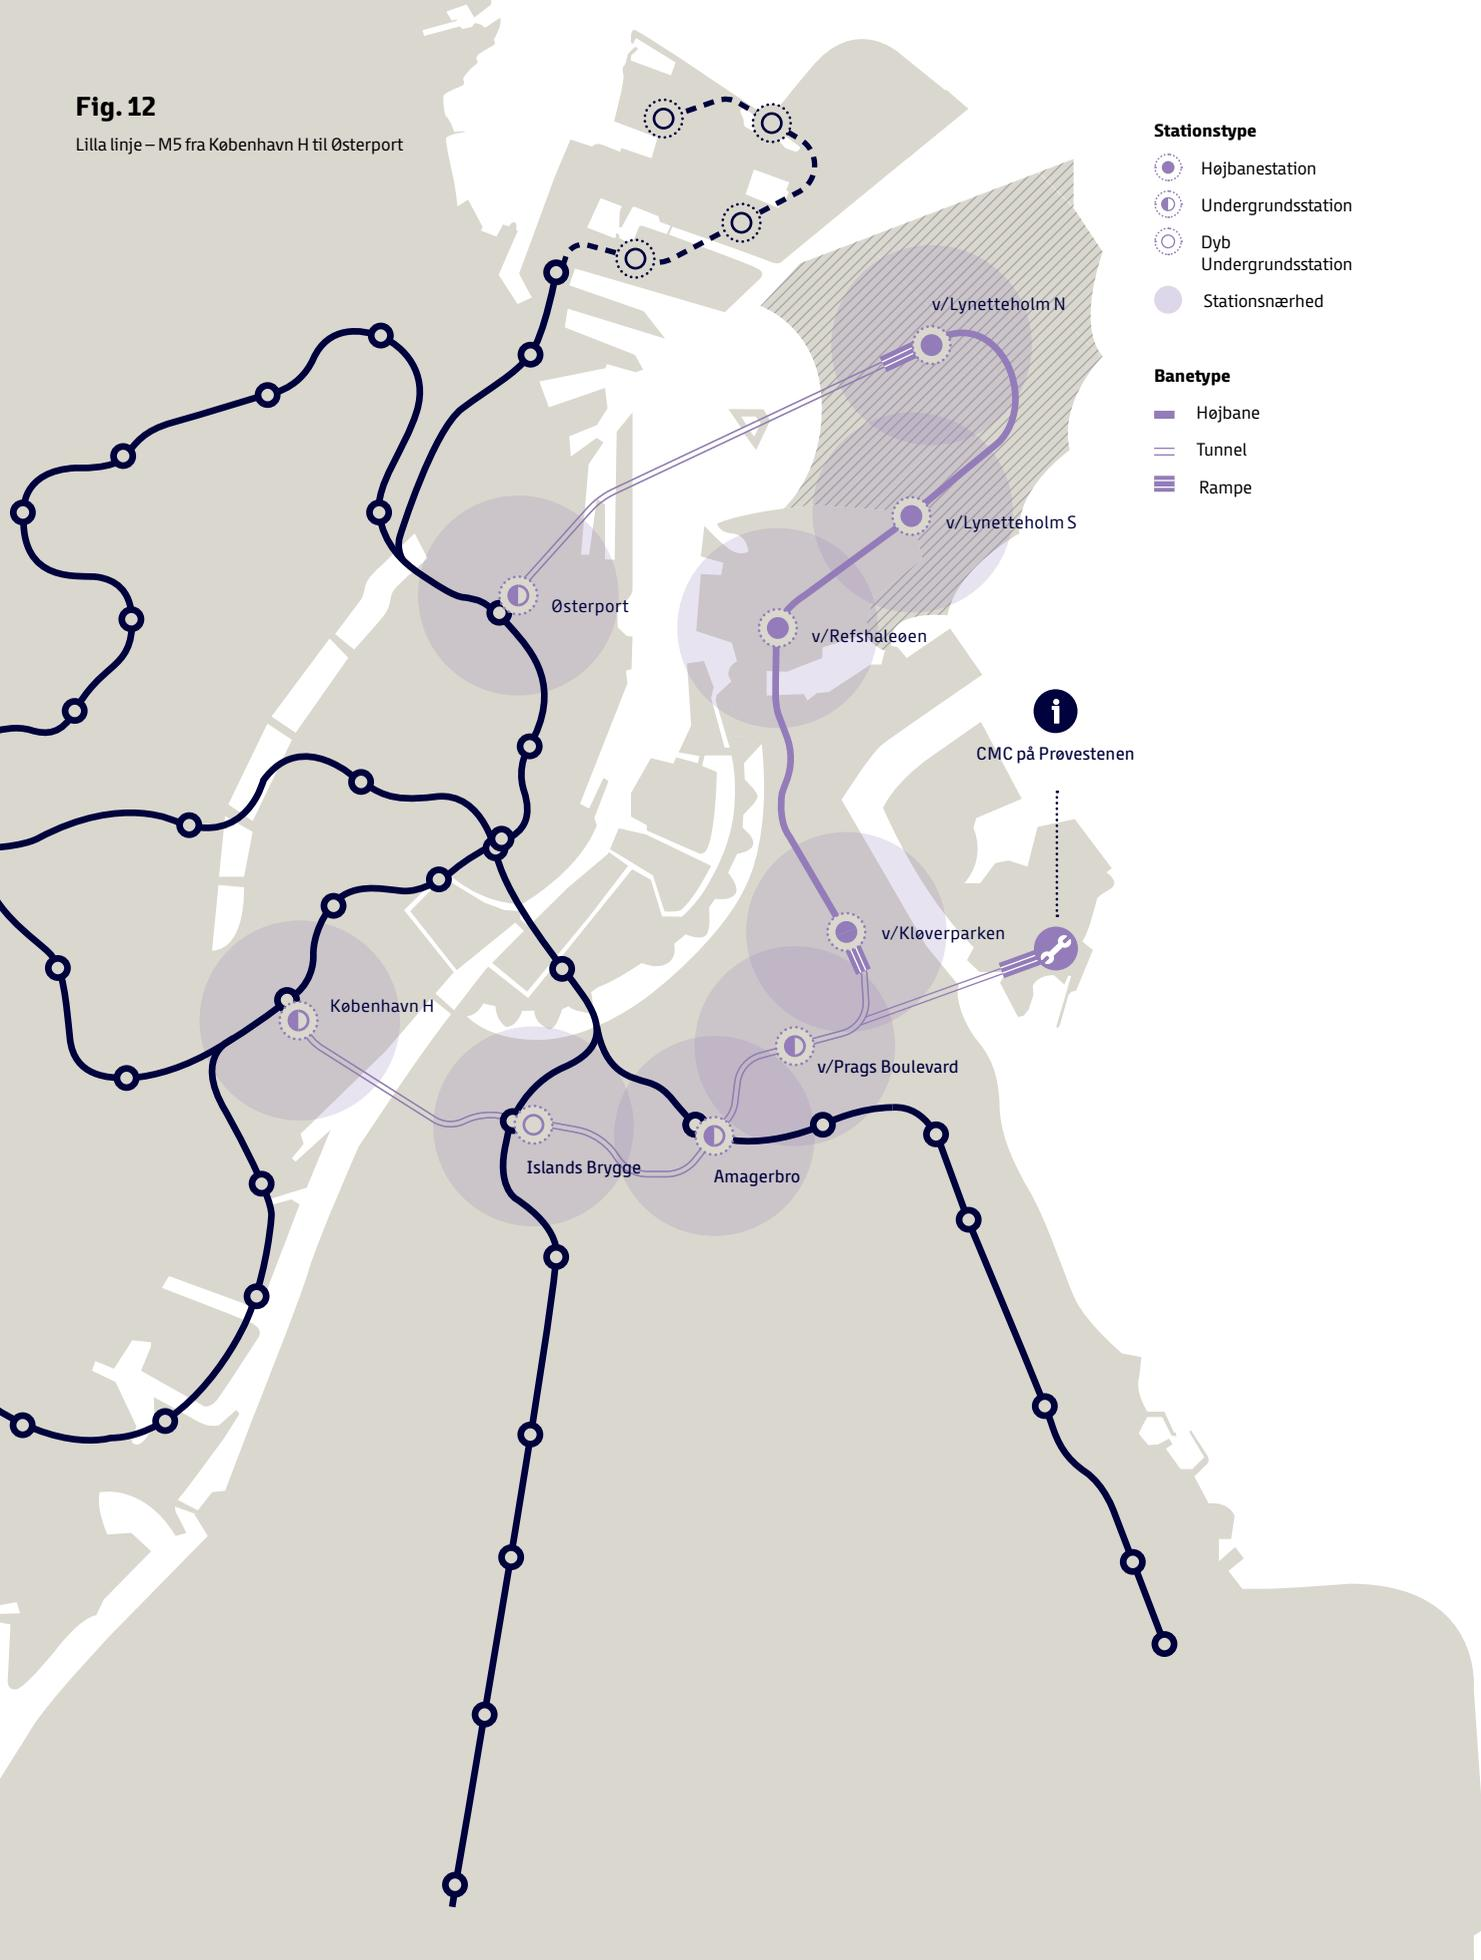 Fig. 12
Lilla linje – M5 fra København H til Østerport
Stationstype
Højbanestation
Undergrundsstation
Dyb
Undergrundsstation
Stationsnærhed
Banetype
Højbane
Tunnel
Rampe
v/Lynetteholm N
v/Lynetteholm S
Østerport
v/Refshaleøen
i
CMC på Prøvestenen
v/Kløverparken
København H
v/Prags Boulevard
Islands Brygge
Amagerbro